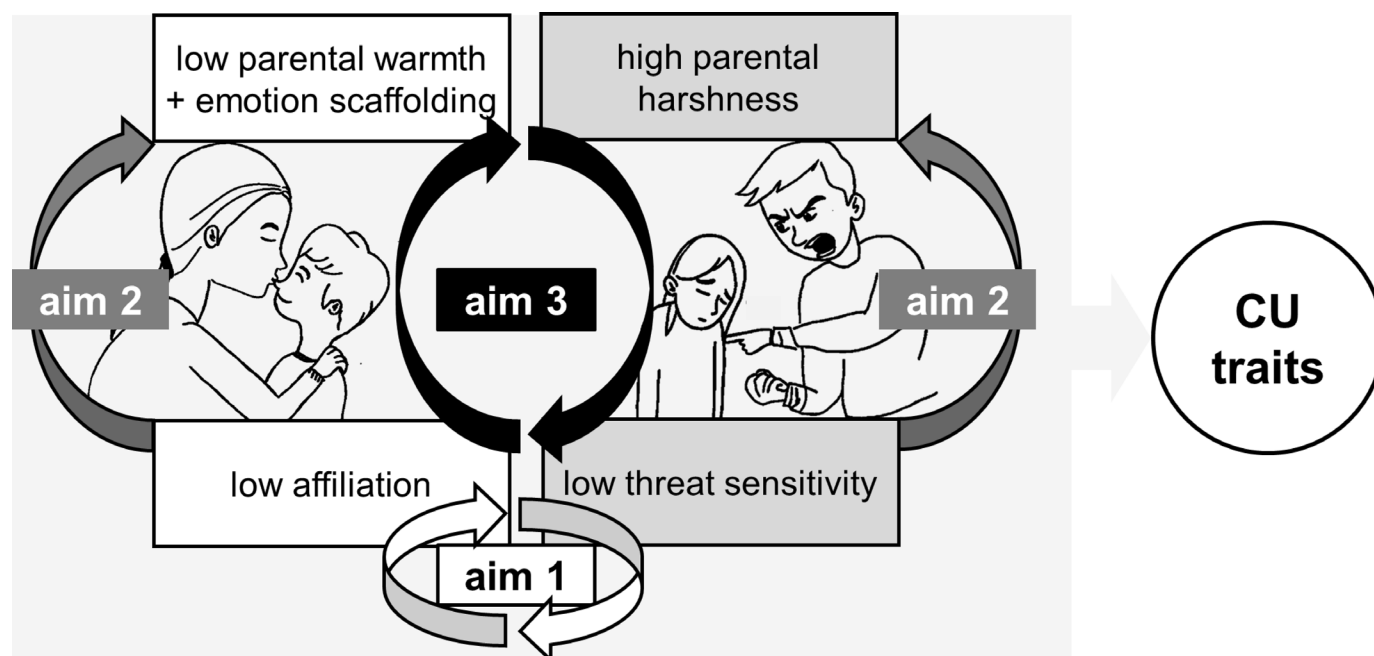 low parental warmth
+ emotion scaffolding
high parental
harshness
aim 2
aim 3
aim 2
CU
traits
low affiliation
low threat sensitivity
aim 1